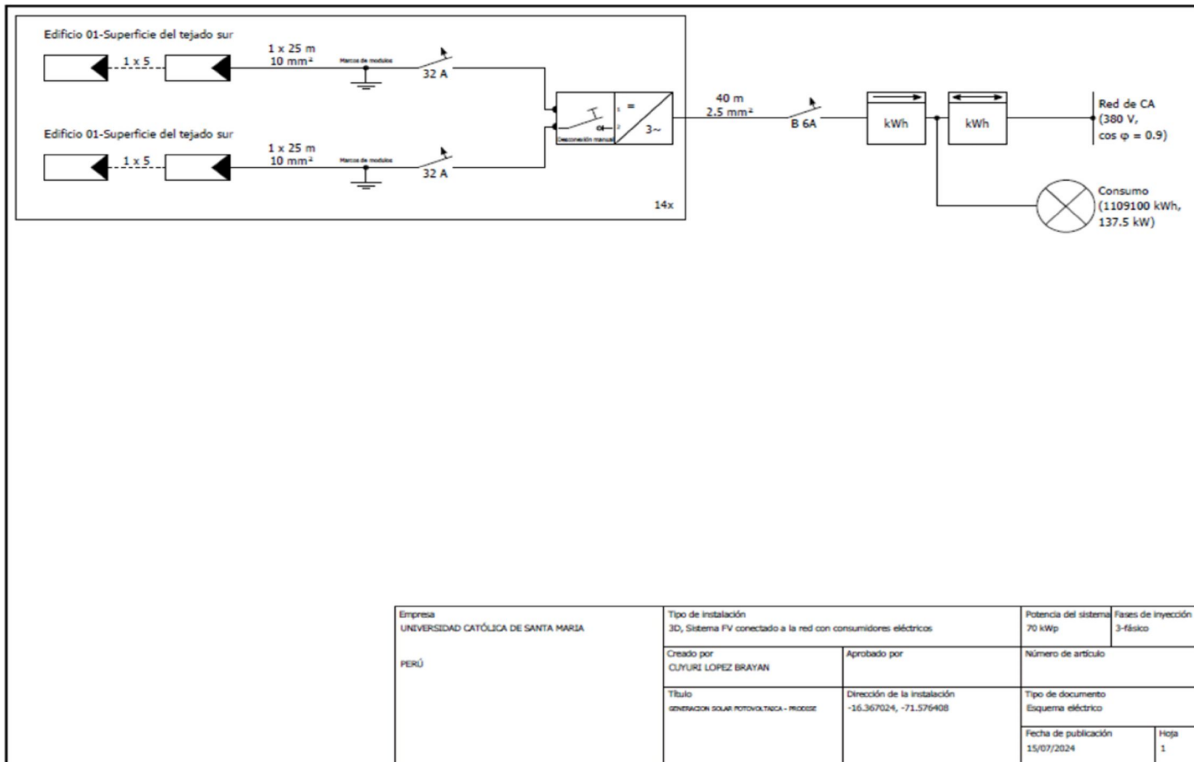 Edificio 01-Superficie del tejado sur
1 x 5
1 x 25 m
10 mm²
Marcos de modulos
32 A
Edificio 01-Superficie del tejado sur
1 x 5
1 x 25 m
10 mm²
Marcos de modulos
32 A
1
=
2
Desconexión manual
3~
14x
40 m
2.5 mm²
B 6A
kWh
kWh
Red de CA
(380 V,
cos φ = 0.9)
Consumo
(1109100 kWh,
137.5 kW)
Empresa
UNIVERSIDAD CATÓLICA DE SANTA MARIA
PERÚ
Tipo de instalación
3D, Sistema FV conectado a la red con consumidores eléctricos
Potencia del sistema
70 kWp
Fases de inyección
3-fásico
Creado por
CUYURI LOPEZ BRAYAN
Aprobado por
Número de artículo
Título
GENERACION SOLAR FOTOVOLTAICA - PRODISE
Dirección de la instalación
-16.367024, -71.576408
Tipo de documento
Esquema eléctrico
Fecha de publicación
15/07/2024
Hoja
1